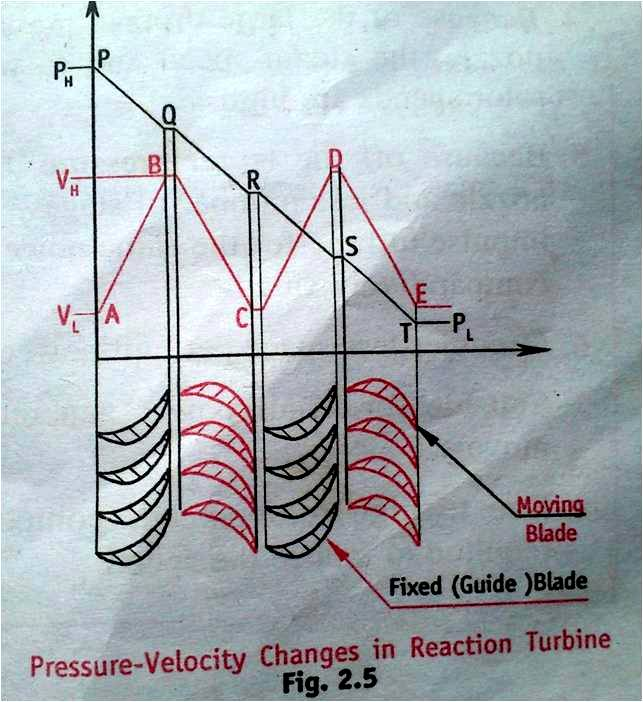 P
P_H
Q
B
D
V_H
R
S
E
V_L
A
C
T
P_L
Moving
Blade
Fixed (Guide )Blade
Pressure-Velocity Changes in Reaction Turbine
Fig. 2.5